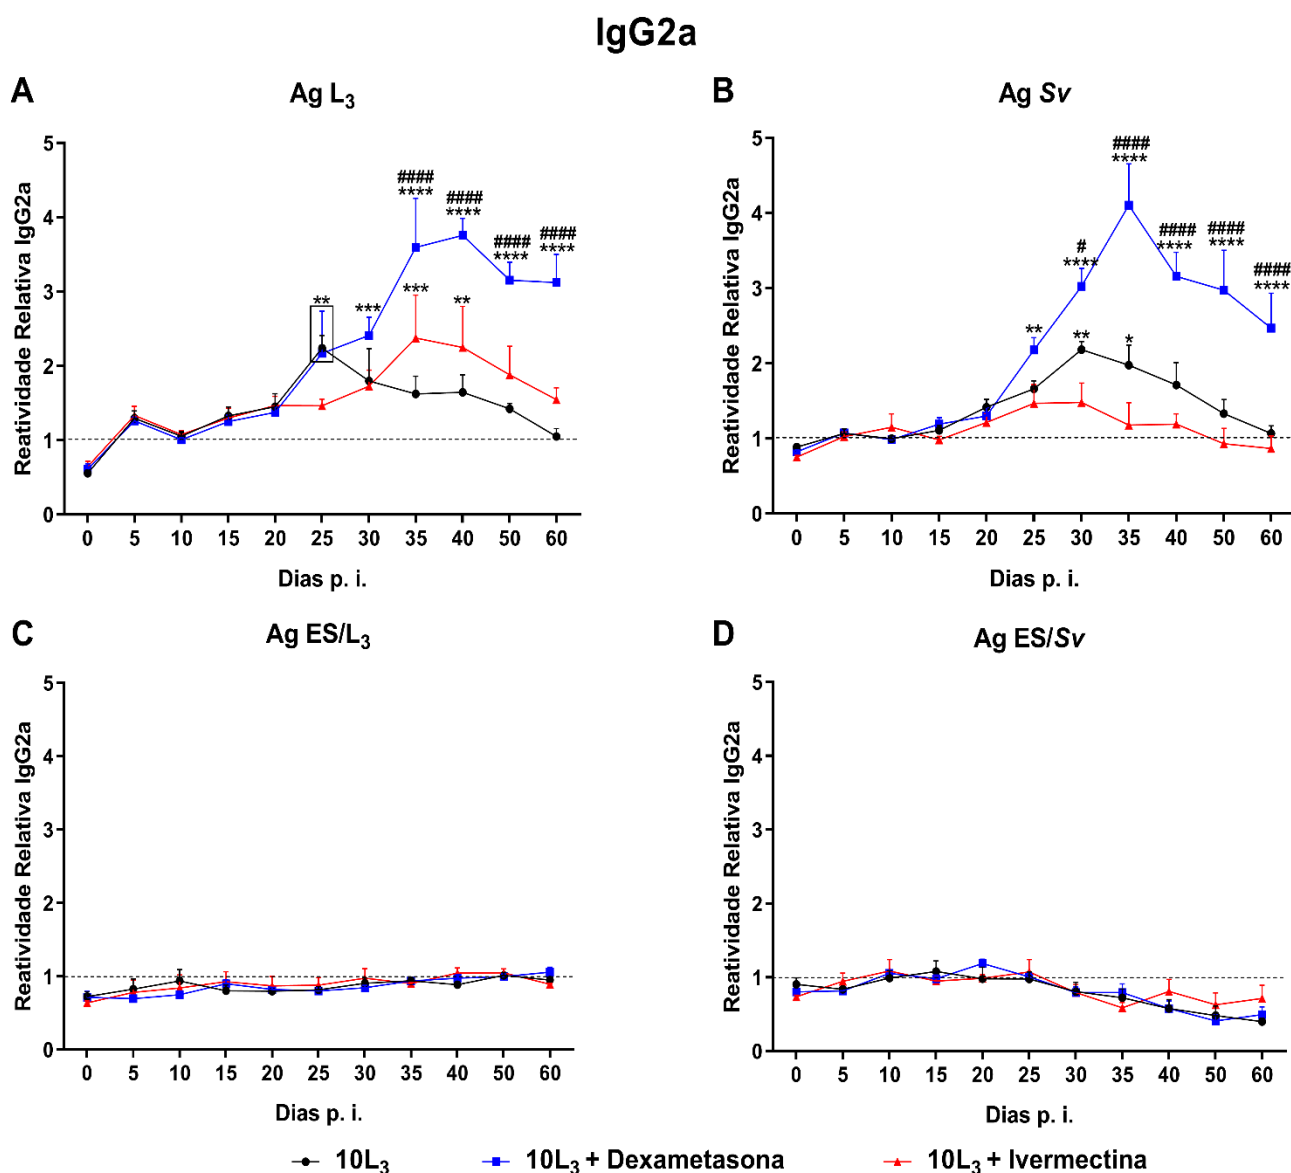 IgG2a
A
Ag L3
Reatividade Relativa IgG2a
5
4
3
2
1
0
**
***
####
****
***
####
****
**
####
****
####
****
0 5 10 15 20 25 30 35 40 50 60
Dias p. i.
B
Ag Sv
Reatividade Relativa IgG2a
5
4
3
2
1
0
**
#
****
**
####
****
*
####
****
####
****
####
****
0 5 10 15 20 25 30 35 40 50 60
Dias p. i.
C
Ag ES/L3
Reatividade Relativa IgG2a
5
4
3
2
1
0
0 5 10 15 20 25 30 35 40 50 60
Dias p. i.
D
Ag ES/Sv
Reatividade Relativa IgG2a
5
4
3
2
1
0
0 5 10 15 20 25 30 35 40 50 60
Dias p. i.
10L3
10L3 + Dexametasona
10L3 + Ivermectina